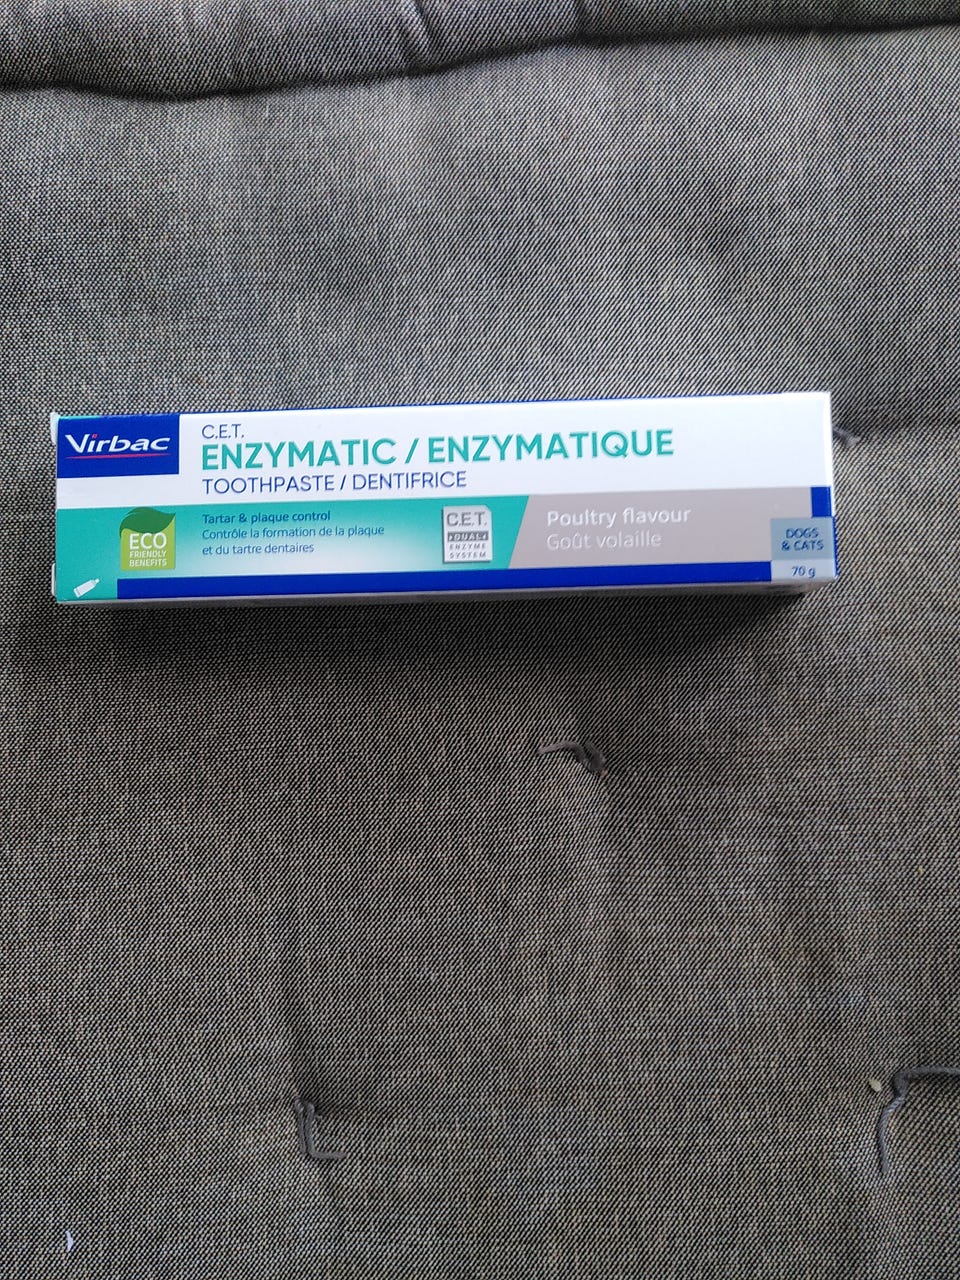 Virbac
C.E.T.
ENZYMATIC / ENZYMATIQUE
TOOTHPASTE / DENTIFRICE
ECO
FRIENDLY
BENEFITS
Tartar & plaque control
Contrôle la formation de la plaque
et du tartre dentaires
C.E.T.
DUAL
ENZYME
SYSTEM
Poultry flavour
Goût volaille
DOGS
& CATS
70 g